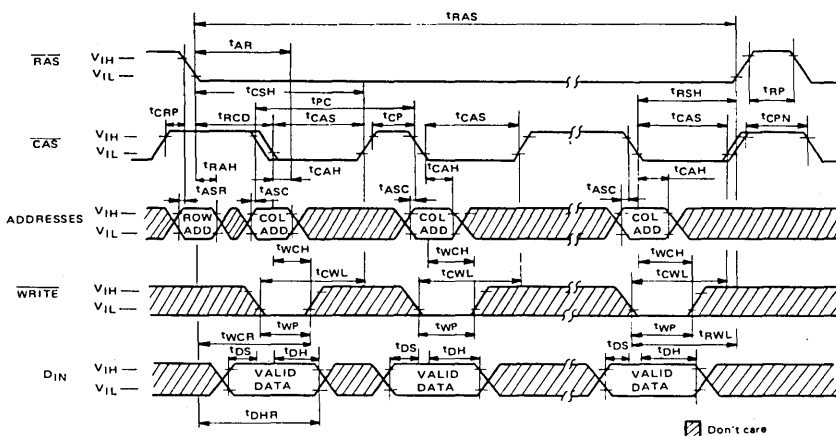 tRAS
tAR
RAS
VIH
VIL
tCSH
tPC
tRSH
tRP
tCRP
tRCD
tCAS
tCP
tCAS
tCAS
tCPN
CAS
VIH
VIL
tRAH
tCAH
tCAH
tCAH
tASR
tASC
tASC
tASC
ADDRESSES
VIH
VIL
ROW ADD
COL ADD
COL ADD
COL ADD
tWCH
tWCH
tWCH
tCWL
tCWL
tCWL
WRITE
VIH
VIL
tWP
tWP
tWP
tWCR
tRWL
tDS
tDH
tDS
tDH
tDS
tDH
DIN
VIH
VIL
VALID DATA
VALID DATA
VALID DATA
tDHR
Don't care